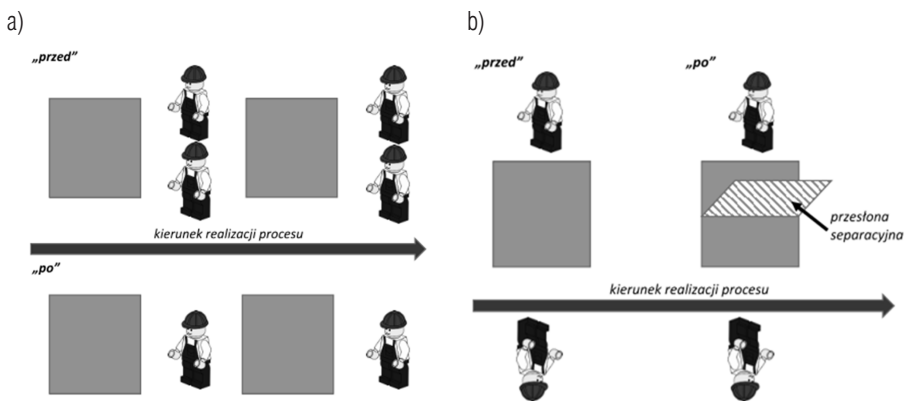 a)
„przed”
kierunek realizacji procesu
„po”
b)
„przed”
„po”
przesłona
separacyjna
kierunek realizacji procesu